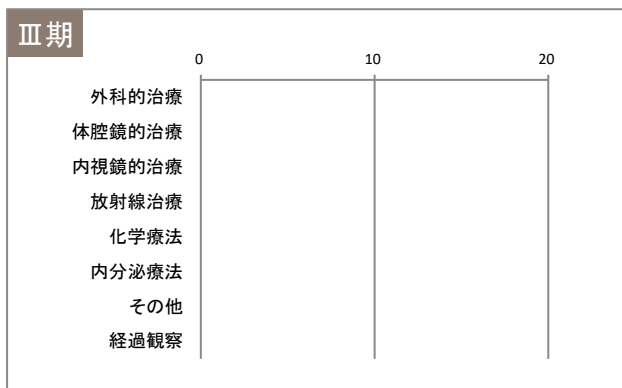 Ⅲ期
0 10 20
外科的治療
体腔鏡的治療
内視鏡的治療
放射線治療
化学療法
内分泌療法
その他
経過観察